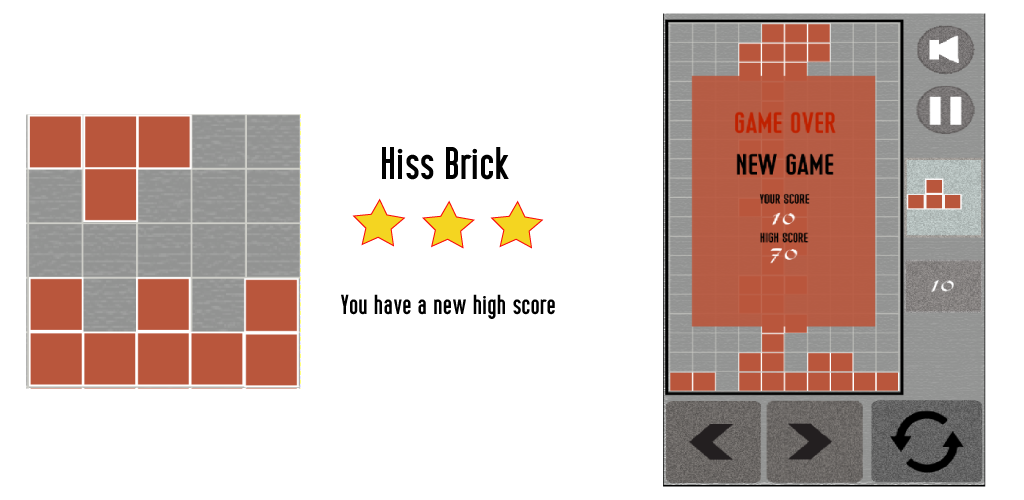 Hiss Brick
You have a new high score
GAME OVER
NEW GAME
YOUR SCORE
10
HIGH SCORE
70
10